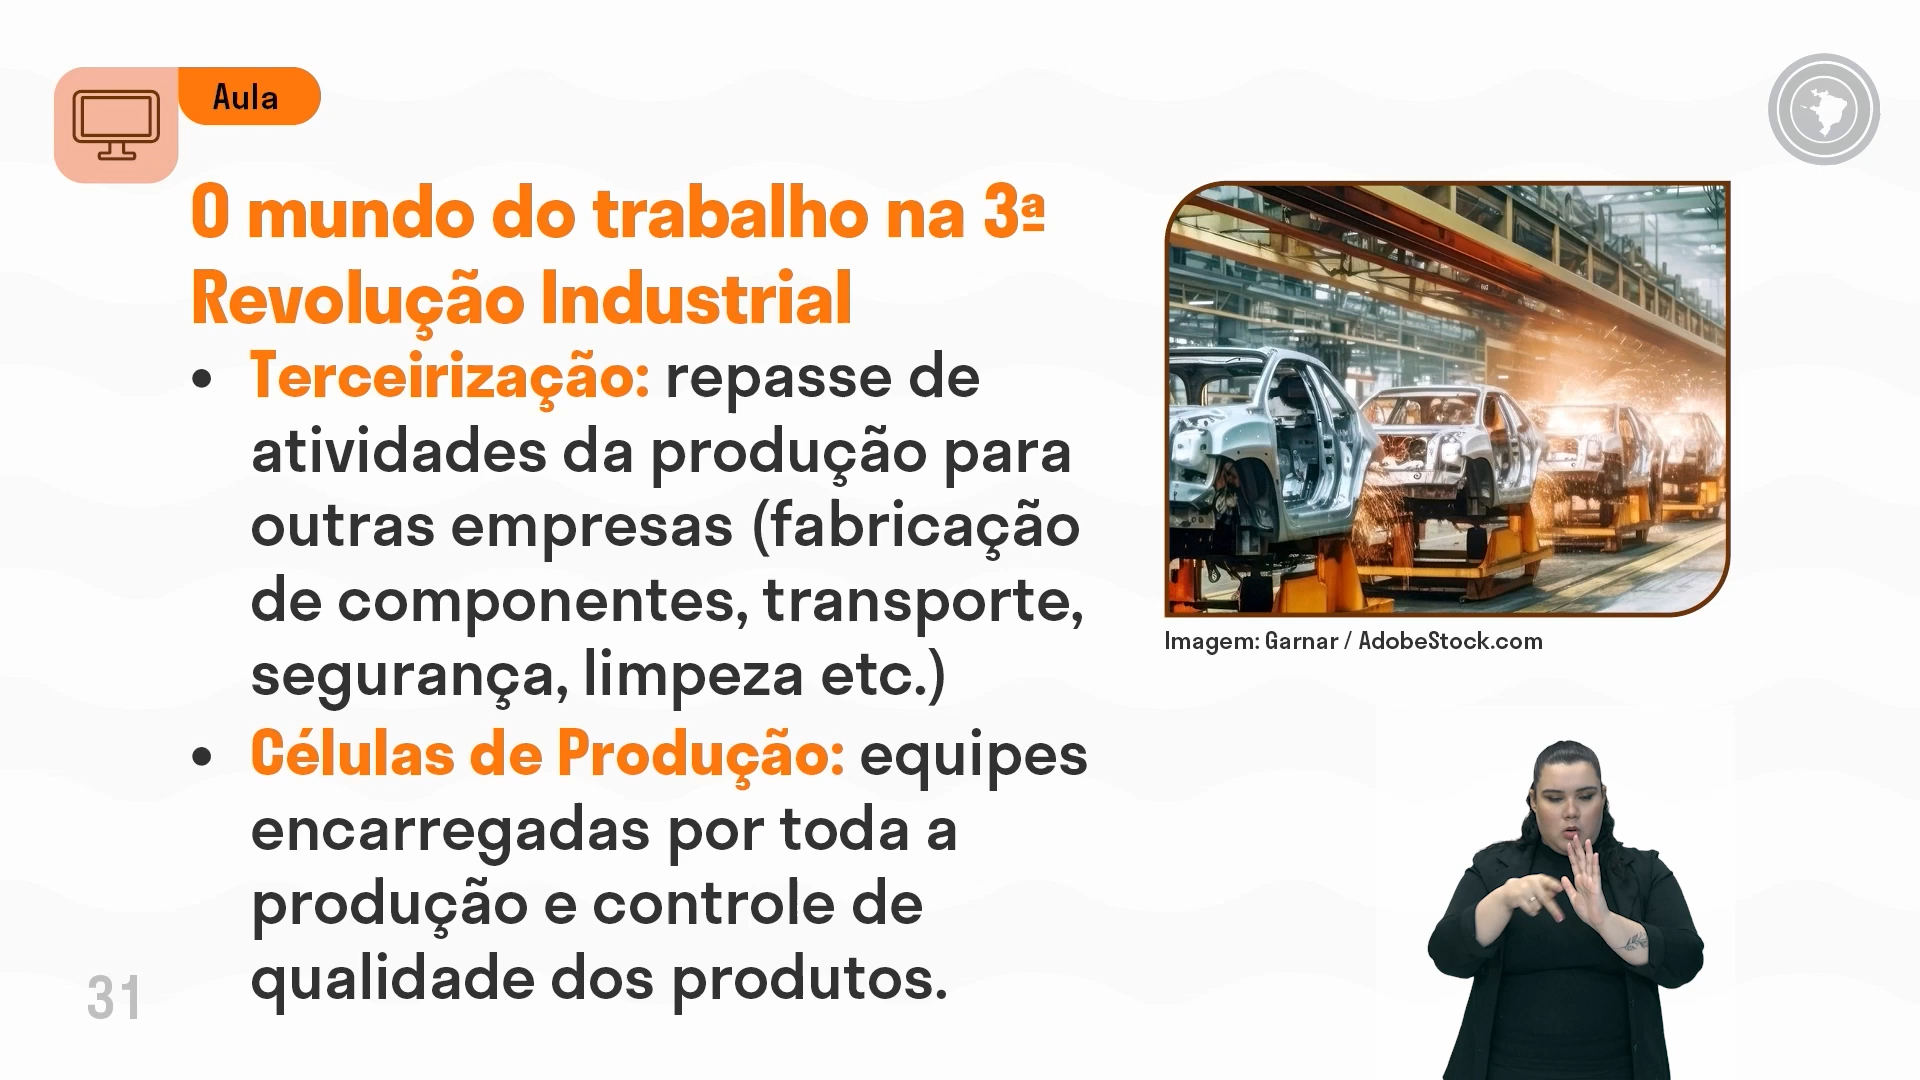 Aula
O mundo do trabalho na 3ª
Revolução Industrial
• Terceirização: repasse de
atividades da produção para
outras empresas (fabricação
de componentes, transporte,
segurança, limpeza etc.)
• Células de Produção: equipes
encarregadas por toda a
produção e controle de
qualidade dos produtos.
Imagem: Garnar / AdobeStock.com
31